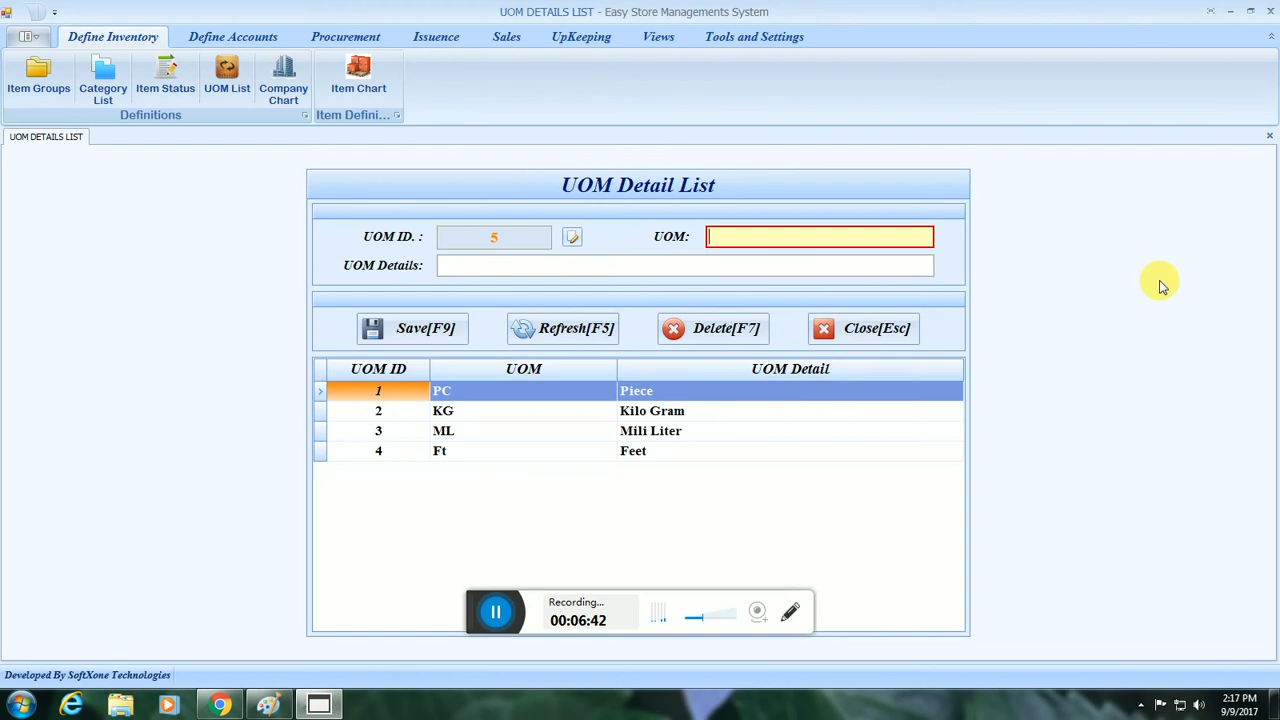 UOM DETAILS LIST - Easy Store Managements System
Define Inventory Define Accounts Procurement Issuence Sales UpKeeping Views Tools and Settings
Item Groups Category List Item Status UOM List Company Chart Item Chart
Definitions Item Defini...
UOM DETAILS LIST
UOM Detail List
UOM ID. : 5 UOM:
UOM Details:
Save[F9] Refresh[F5] Delete[F7] Close[Esc]
UOM ID UOM UOM Detail
1 PC Piece
2 KG Kilo Gram
3 ML Mili Liter
4 Ft Feet
Recording...
00:06:42
Developed By SoftXone Technologies
2:17 PM
9/9/2017